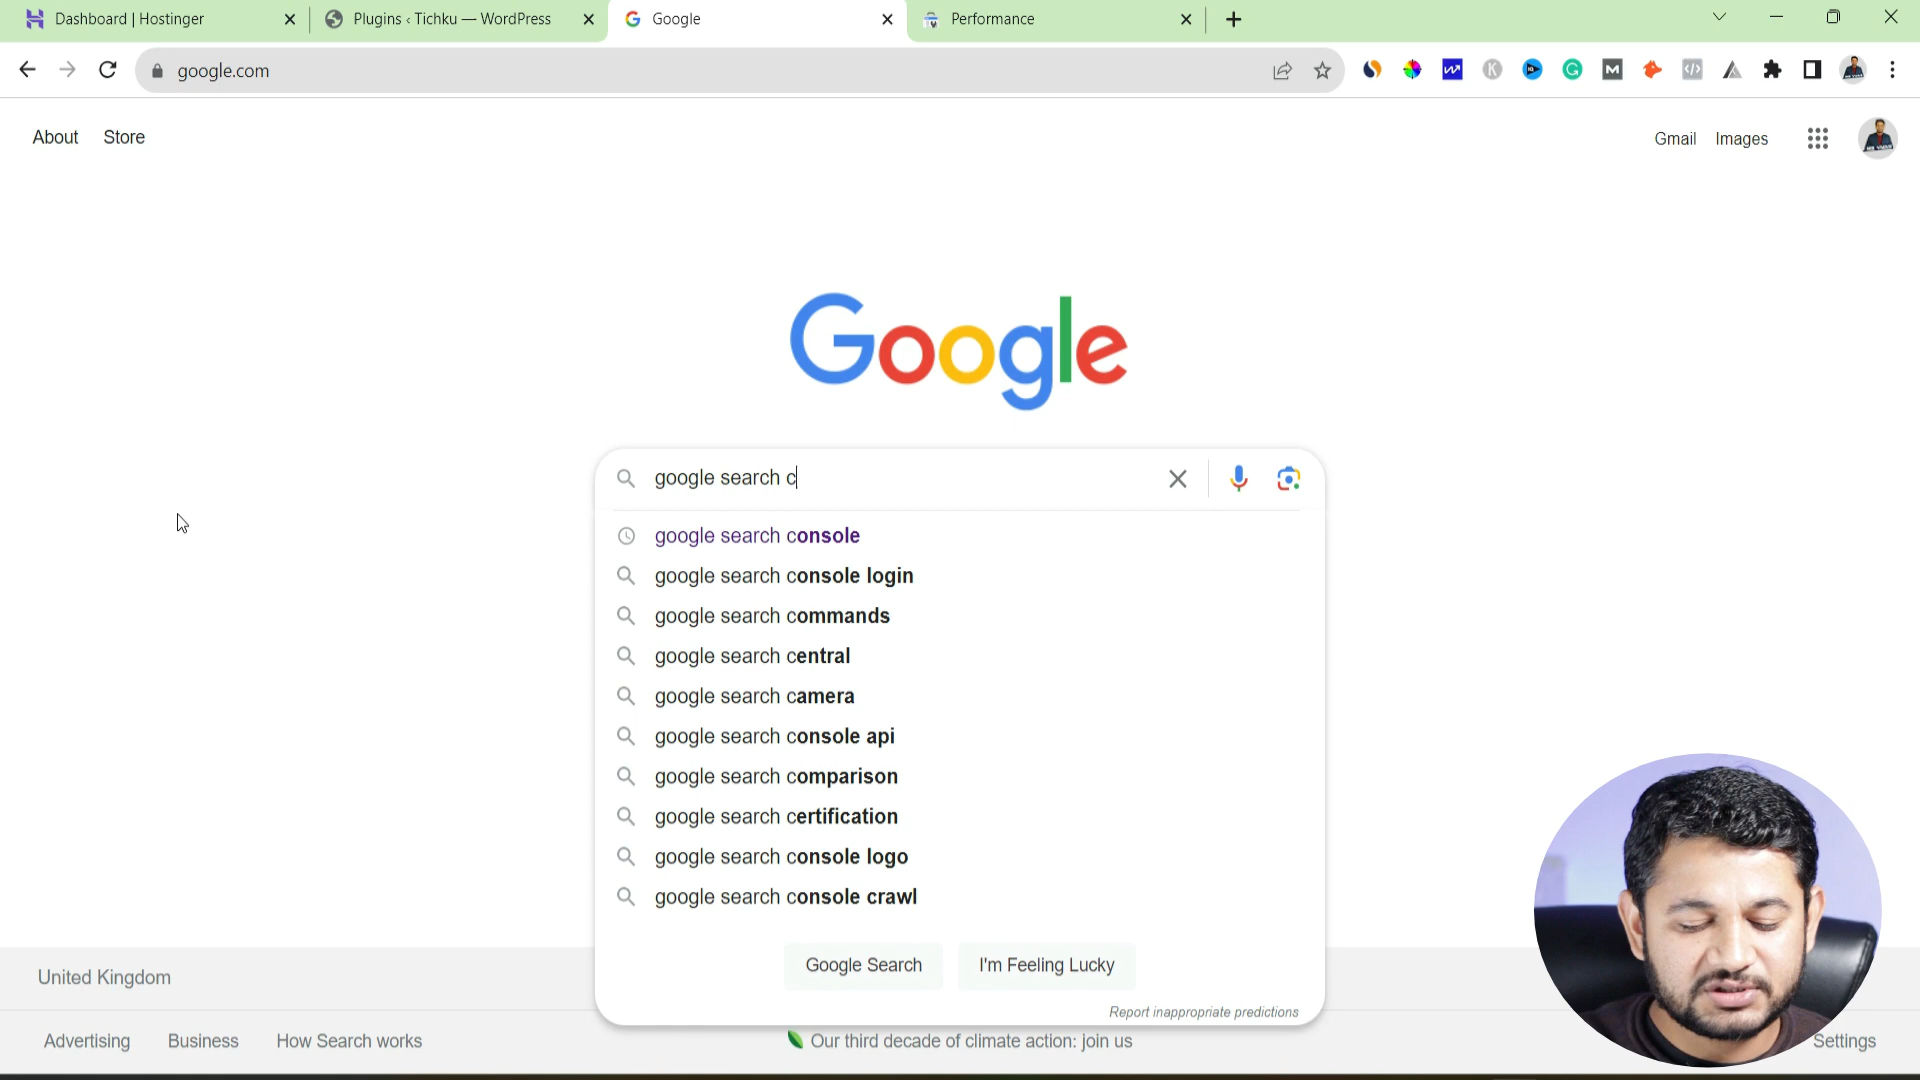 Dashboard | Hostinger
Plugins ‹ Tichku — WordPress
Google
Performance
google.com
About Store
Gmail Images
Google
google search c
google search console
google search console login
google search commands
google search central
google search camera
google search console api
google search comparison
google search certification
google search console logo
google search console crawl
Google Search
I'm Feeling Lucky
Report inappropriate predictions
United Kingdom
Advertising Business How Search works
Our third decade of climate action: join us
Settings